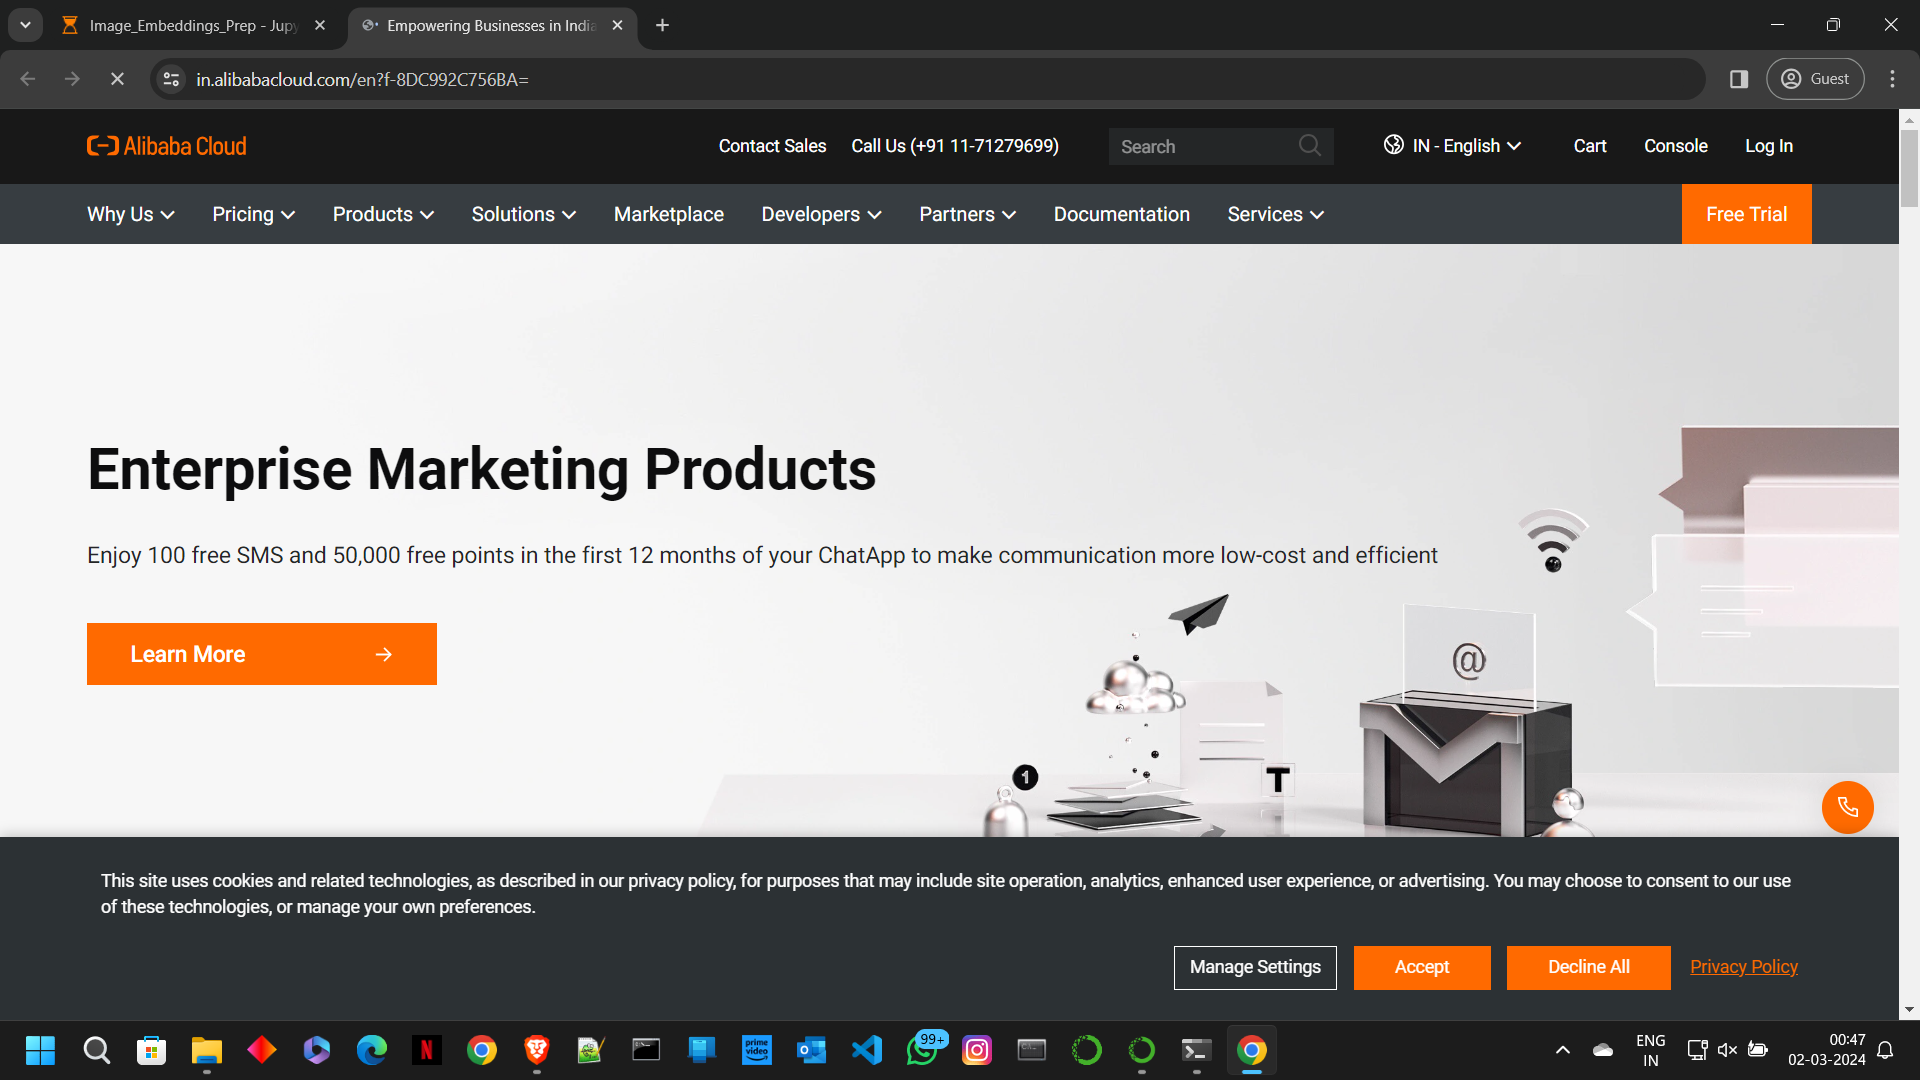 Image_Embeddings_Prep - Jupy
Empowering Businesses in India
in.alibabacloud.com/en?f-8DC992C756BA=
Guest
Alibaba Cloud
Contact Sales
Call Us (+91 11-71279699)
Search
IN - English
Cart
Console
Log In
Why Us
Pricing
Products
Solutions
Marketplace
Developers
Partners
Documentation
Services
Free Trial
Enterprise Marketing Products
Enjoy 100 free SMS and 50,000 free points in the first 12 months of your ChatApp to make communication more low-cost and efficient
Learn More
@
1
T
This site uses cookies and related technologies, as described in our privacy policy, for purposes that may include site operation, analytics, enhanced user experience, or advertising. You may choose to consent to our use
of these technologies, or manage your own preferences.
Manage Settings
Accept
Decline All
Privacy Policy
N
prime
video
99+
ENG
IN
00:47
02-03-2024